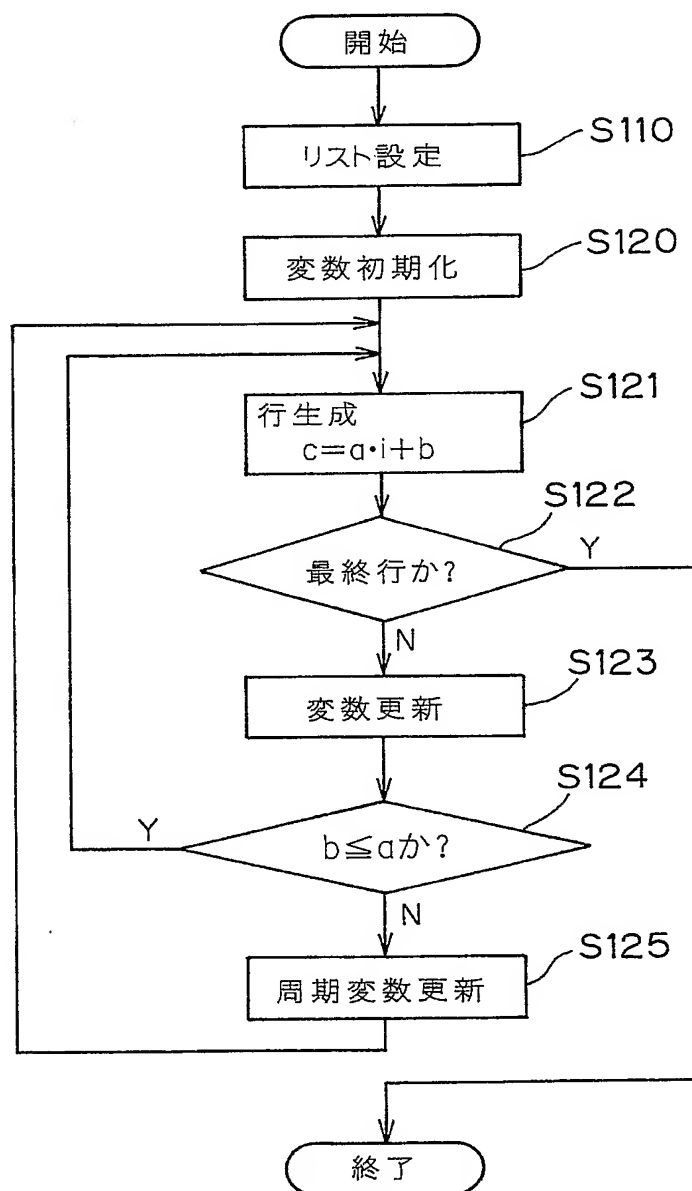 開始
リスト設定
S110
変数初期化
S120
行生成
c=a・i+b
S121
最終行か?
S122
Y
N
変数更新
S123
b≦aか?
S124
Y
N
周期変数更新
S125
終了